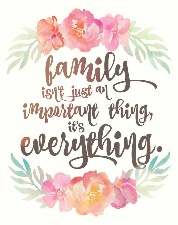 family
isn't just an
important thing,
it's
everything.